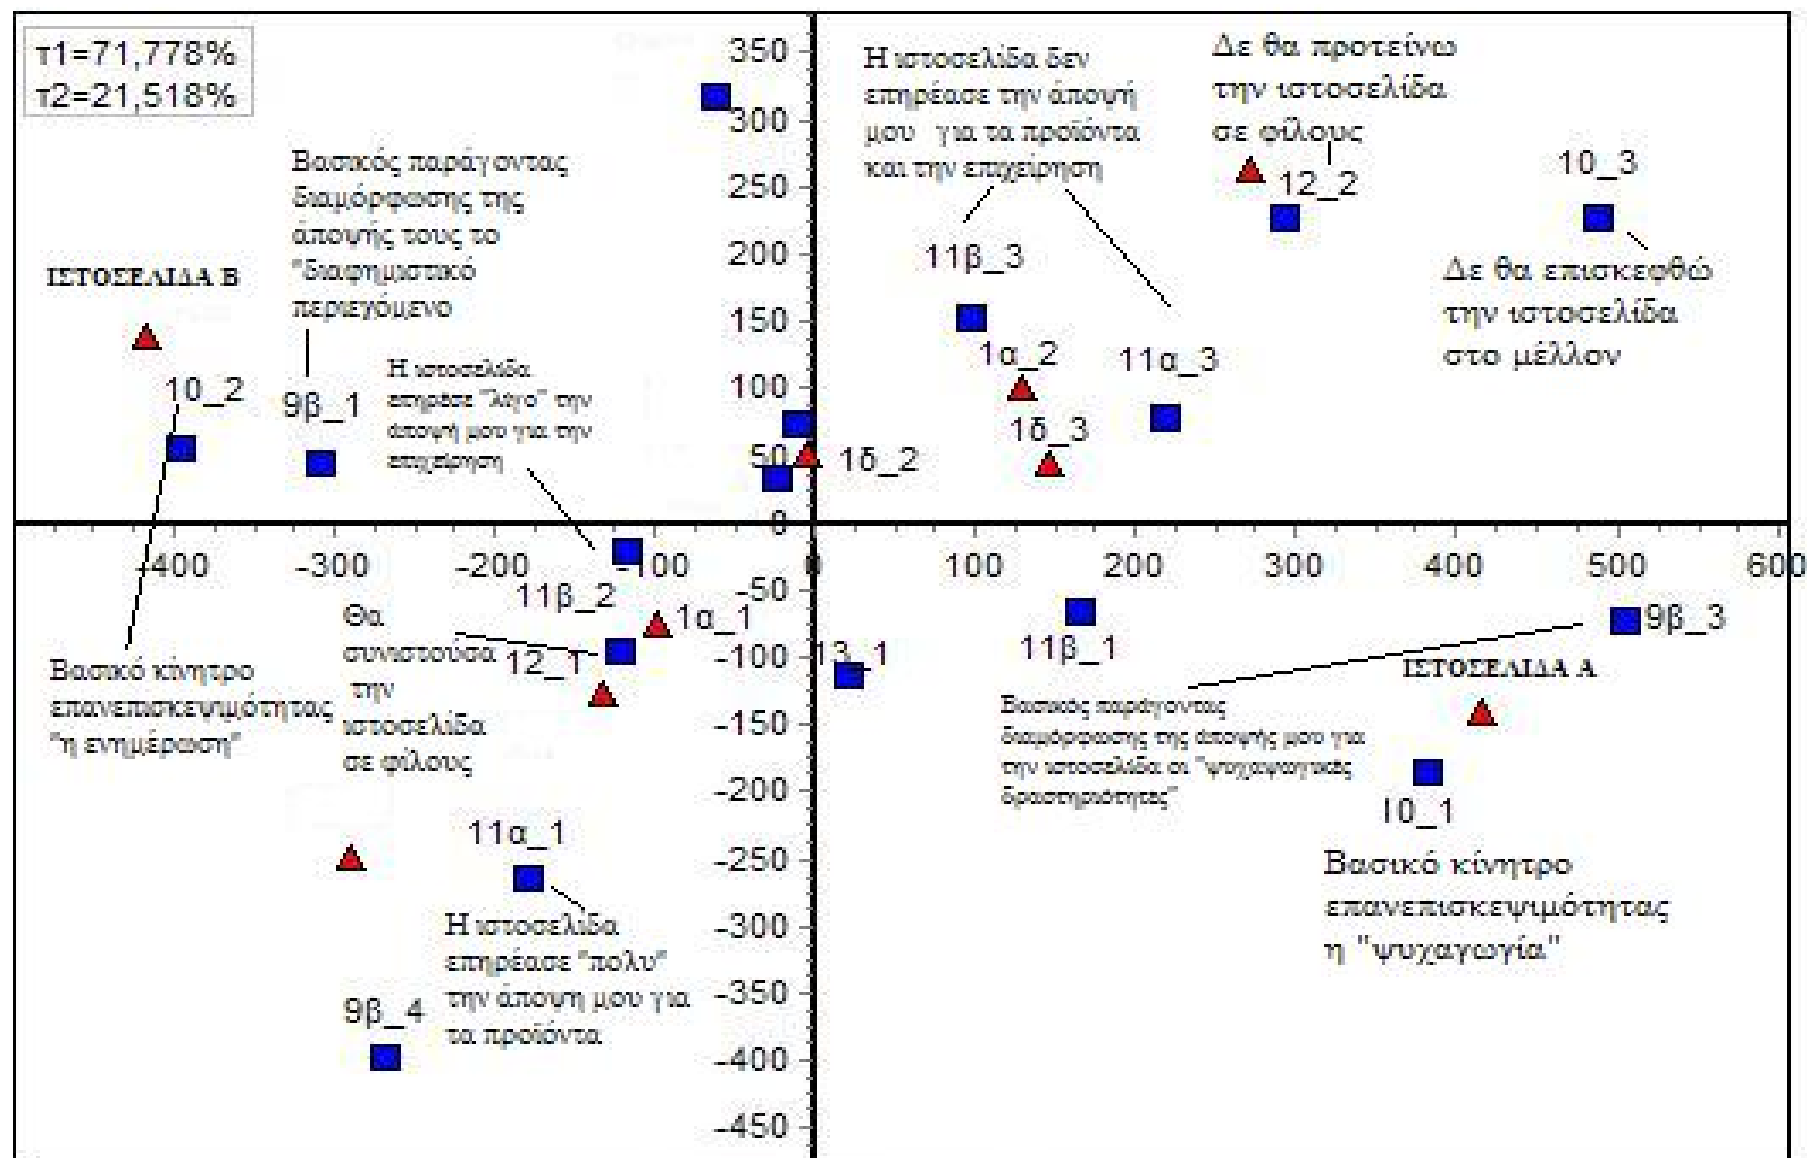 τ1=71,778%
τ2=21,518%
350
300
250
200
150
100
50
0
-50
-100
-150
-200
-250
-300
-350
-400
-450
-400
-300
-200
-100
0
100
200
300
400
500
600
Βασικός παράγοντας
διαμόρφωσης της
άποψής τους το
"διαφημιστικό
περιεχόμενο
ΙΣΤΟΣΕΛΙΔΑ Β
10_2
9β_1
Η ιστοσελίδα
επηρέσε "λίγο" την
άποψή μου για την
επιχείρηση
Η ιστοσελίδα δεν
επηρέασε την άποψή
μου για τα προϊόντα
και την επιχείρηση
11β_3
1α_2
11α_3
1δ_3
1δ_2
Δε θα προτείνω
την ιστοσελίδα
σε φίλους
12_2
10_3
Δε θα επισκεφθώ
την ιστοσελίδα
στο μέλλον
Βασικό κίνητρο
επανεπισκεψιμότητας
"η ενημέρωση"
11β_2
1α_1
Θα
συνιστούσα
την
ιστοσελίδα
σε φίλους
12_1
13_1
11β_1
9β_3
ΙΣΤΟΣΕΛΙΔΑ Α
Βασικός παράγοντας
διαμόρφωσης της άποψής μου για
την ιστοσελίδα οι "ψυχαγωγικές
δραστηριότητες"
10_1
Βασικό κίνητρο
επανεπισκεψιμότητας
η "ψυχαγωγία"
11α_1
Η ιστοσελίδα
επηρέασε "πολυ"
την άποψη μου για
τα προϊόντα
9β_4